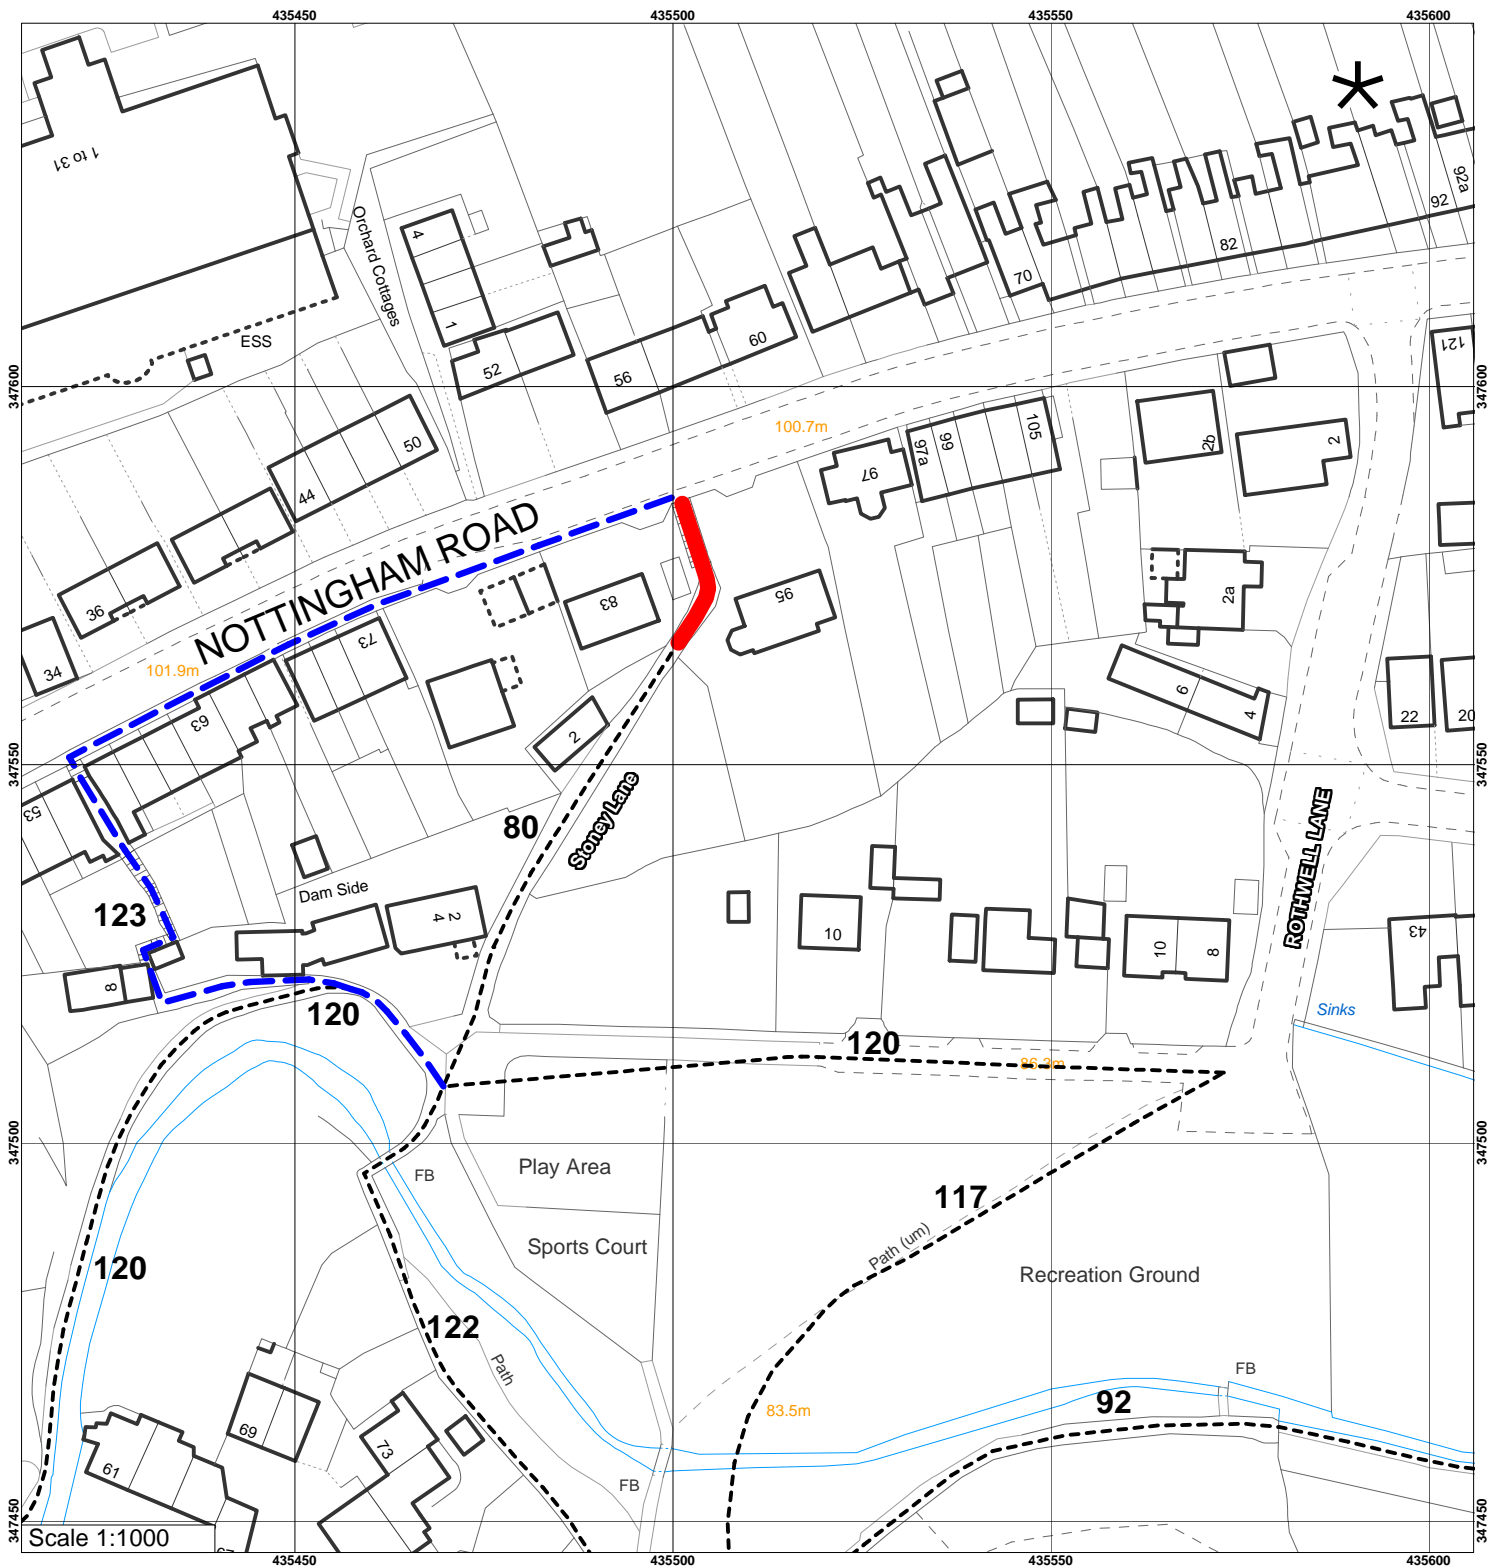 435450
435500
435550
435600
1 to 31
Orchard Cottages
4
1
92a
92
82
70
ESS
52
56
60
121
347600
347600
50
44
100.7m
97
97a
99
105
2b
2
NOTTINGHAM ROAD
36
34
101.9m
73
83
95
2a
63
2
6
4
22
20
347550
347550
53
80
Stoney Lane
ROTHWELL LANE
Dam Side
123
4
2
8
10
10
8
43
Sinks
120
120
86.3m
347500
347500
FB
Play Area
117
Path (um)
Sports Court
Recreation Ground
120
122
Path
FB
92
83.5m
69
73
61
FB
67
347450
347450
Scale 1:1000
435450
435500
435550
435600